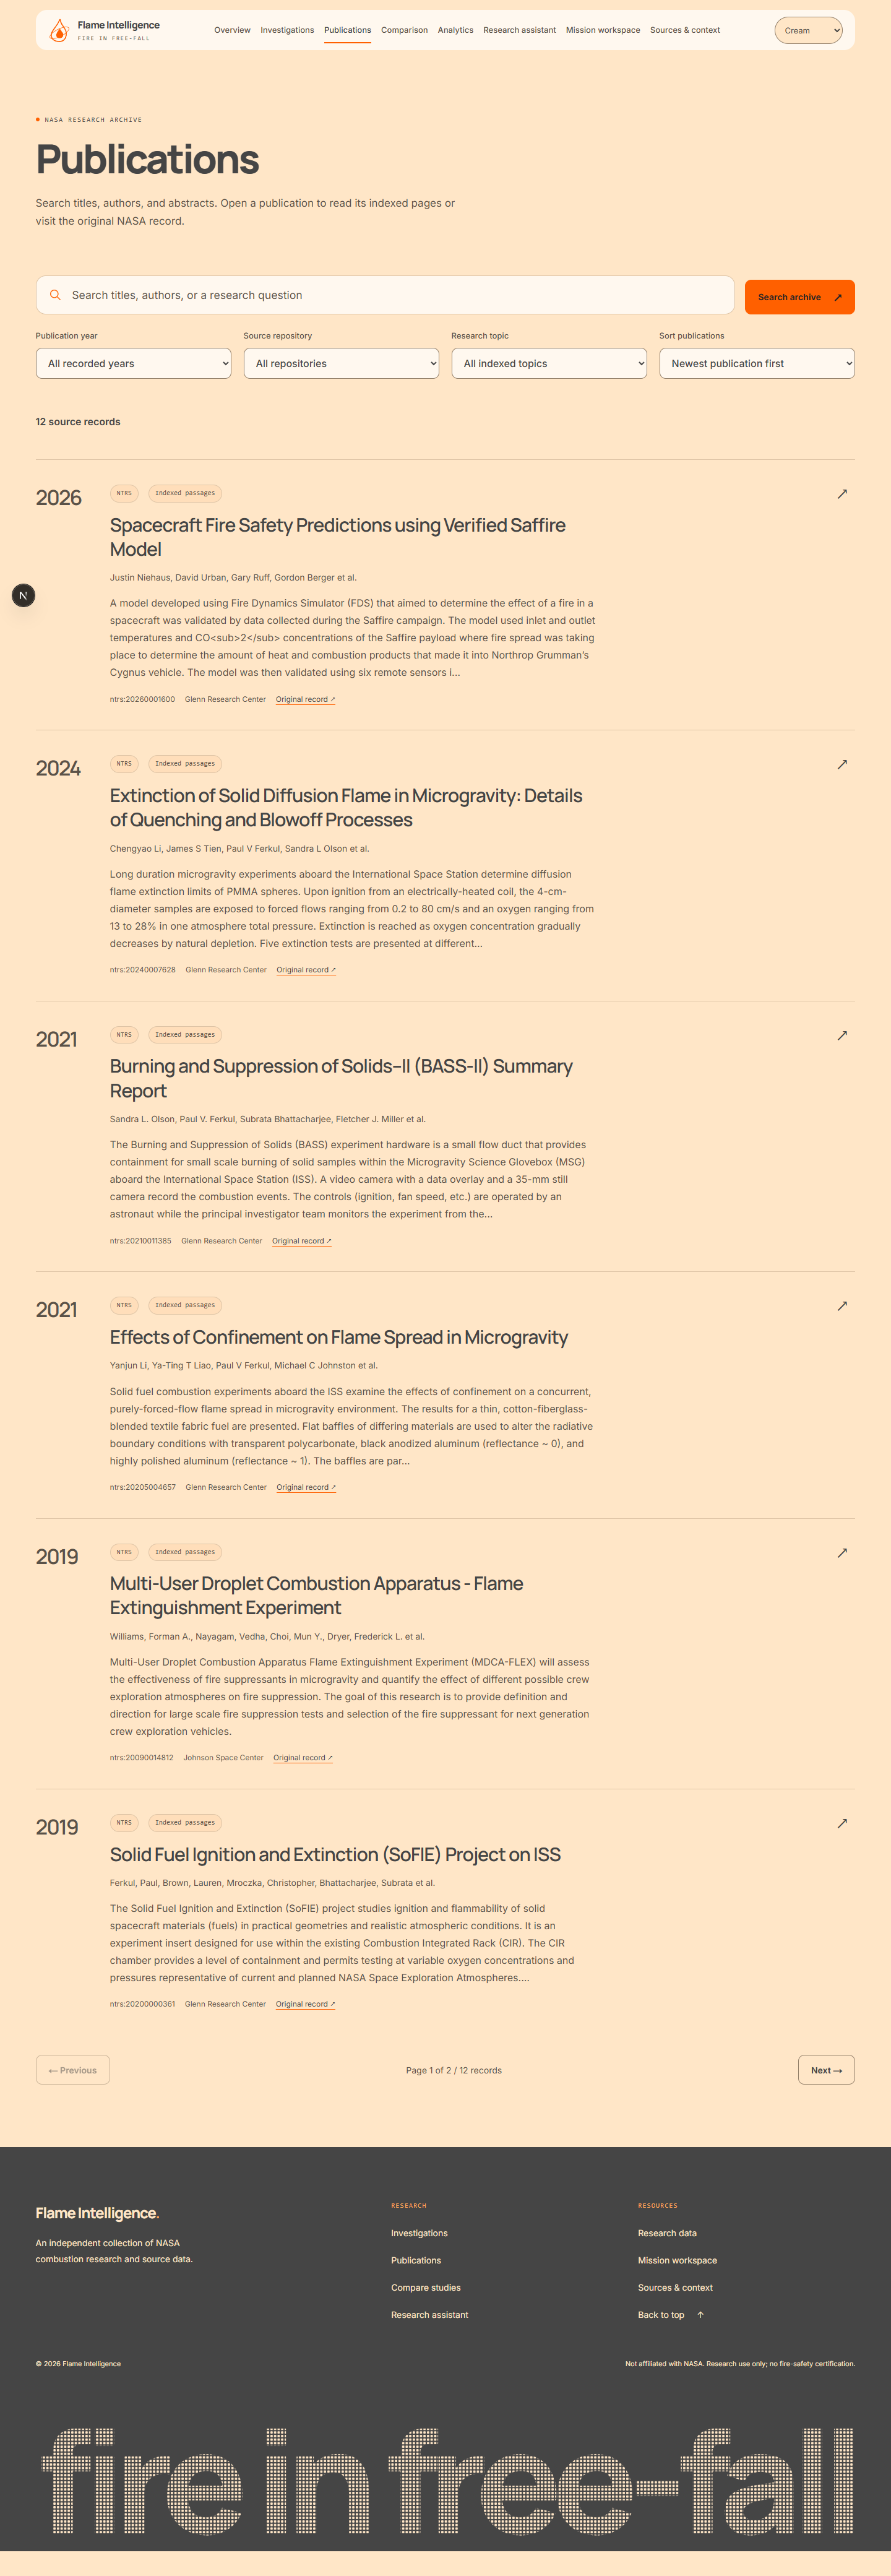 Flame Intelligence
FIRE IN FREE-FALL
Overview Investigations Publications Comparison Analytics Research assistant Mission workspace Sources & context
Cream
NASA RESEARCH ARCHIVE
Publications
Search titles, authors, and abstracts. Open a publication to read its indexed pages or
visit the original NASA record.
Search titles, authors, or a research question
Search archive ↗
Publication year Source repository Research topic Sort publications
All recorded years All repositories All indexed topics Newest publication first
12 source records
2026
NTRS Indexed passages ↗
Spacecraft Fire Safety Predictions using Verified Saffire
Model
Justin Niehaus, David Urban, Gary Ruff, Gordon Berger et al.
A model developed using Fire Dynamics Simulator (FDS) that aimed to determine the effect of a fire in a
spacecraft was validated by data collected during the Saffire campaign. The model used inlet and outlet
temperatures and CO<sub>2</sub> concentrations of the Saffire payload where fire spread was taking
place to determine the amount of heat and combustion products that made it into Northrop Grumman's
Cygnus vehicle. The model was then validated using six remote sensors i...
ntrs:20260001600 Glenn Research Center Original record ↗
N
2024
NTRS Indexed passages ↗
Extinction of Solid Diffusion Flame in Microgravity: Details
of Quenching and Blowoff Processes
Chengyao Li, James S Tien, Paul V Ferkul, Sandra L Olson et al.
Long duration microgravity experiments aboard the International Space Station determine diffusion
flame extinction limits of PMMA spheres. Upon ignition from an electrically-heated coil, the 4-cm-
diameter samples are exposed to forced flows ranging from 0.2 to 80 cm/s and an oxygen ranging from
13 to 28% in one atmosphere total pressure. Extinction is reached as oxygen concentration gradually
decreases by natural depletion. Five extinction tests are presented at different...
ntrs:20240007628 Glenn Research Center Original record ↗
2021
NTRS Indexed passages ↗
Burning and Suppression of Solids–II (BASS-II) Summary
Report
Sandra L. Olson, Paul V. Ferkul, Subrata Bhattacharjee, Fletcher J. Miller et al.
The Burning and Suppression of Solids (BASS) experiment hardware is a small flow duct that provides
containment for small scale burning of solid samples within the Microgravity Science Glovebox (MSG)
aboard the International Space Station (ISS). A video camera with a data overlay and a 35-mm still
camera record the combustion events. The controls (ignition, fan speed, etc.) are operated by an
astronaut while the principal investigator team monitors the experiment from the...
ntrs:20210011385 Glenn Research Center Original record ↗
2021
NTRS Indexed passages ↗
Effects of Confinement on Flame Spread in Microgravity
Yanjun Li, Ya-Ting T Liao, Paul V Ferkul, Michael C Johnston et al.
Solid fuel combustion experiments aboard the ISS examine the effects of confinement on a concurrent,
purely-forced-flow flame spread in microgravity environment. The results for a thin, cotton-fiberglass-
blended textile fabric fuel are presented. Flat baffles of differing materials are used to alter the radiative
boundary conditions with transparent polycarbonate, black anodized aluminum (reflectance ~ 0), and
highly polished aluminum (reflectance ~ 1). The baffles are par...
ntrs:20205004657 Glenn Research Center Original record ↗
2019
NTRS Indexed passages ↗
Multi-User Droplet Combustion Apparatus - Flame
Extinguishment Experiment
Williams, Forman A., Nayagam, Vedha, Choi, Mun Y., Dryer, Frederick L. et al.
Multi-User Droplet Combustion Apparatus Flame Extinguishment Experiment (MDCA-FLEX) will assess
the effectiveness of fire suppressants in microgravity and quantify the effect of different possible crew
exploration atmospheres on fire suppression. The goal of this research is to provide definition and
direction for large scale fire suppression tests and selection of the fire suppressant for next generation
crew exploration vehicles.
ntrs:20090014812 Johnson Space Center Original record ↗
2019
NTRS Indexed passages ↗
Solid Fuel Ignition and Extinction (SoFIE) Project on ISS
Ferkul, Paul, Brown, Lauren, Mroczka, Christopher, Bhattacharjee, Subrata et al.
The Solid Fuel Ignition and Extinction (SoFIE) project studies ignition and flammability of solid
spacecraft materials (fuels) in practical geometries and realistic atmospheric conditions. It is an
experiment insert designed for use within the existing Combustion Integrated Rack (CIR). The CIR
chamber provides a level of containment and permits testing at variable oxygen concentrations and
pressures representative of current and planned NASA Space Exploration Atmospheres....
ntrs:20200000361 Glenn Research Center Original record ↗
← Previous Page 1 of 2 / 12 records Next →
Flame Intelligence.
An independent collection of NASA
combustion research and source data.
RESEARCH
Investigations
Publications
Compare studies
Research assistant
RESOURCES
Research data
Mission workspace
Sources & context
Back to top ↑
© 2026 Flame Intelligence Not affiliated with NASA. Research use only; no fire-safety certification.
fire in free-fall